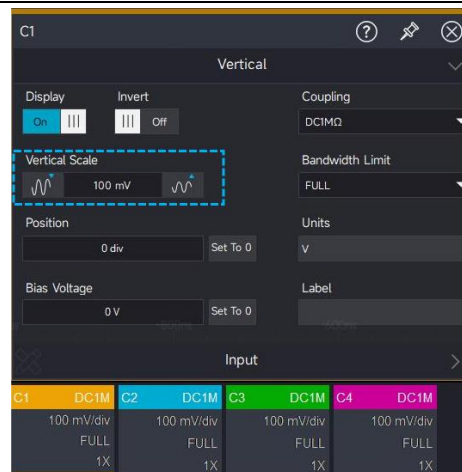 C1
?
Vertical
Display Invert Coupling
On Off DC1MΩ
Vertical Scale Bandwidth Limit
100 mV FULL
Position Units
0 div Set To 0 V
Bias Voltage Label
0 V Set To 0
Input
C1 DC1M C2 DC1M C3 DC1M C4 DC1M
100 mV/div 100 mV/div 100 mV/div 100 mV/div
FULL FULL FULL FULL
1X 1X 1X 1X